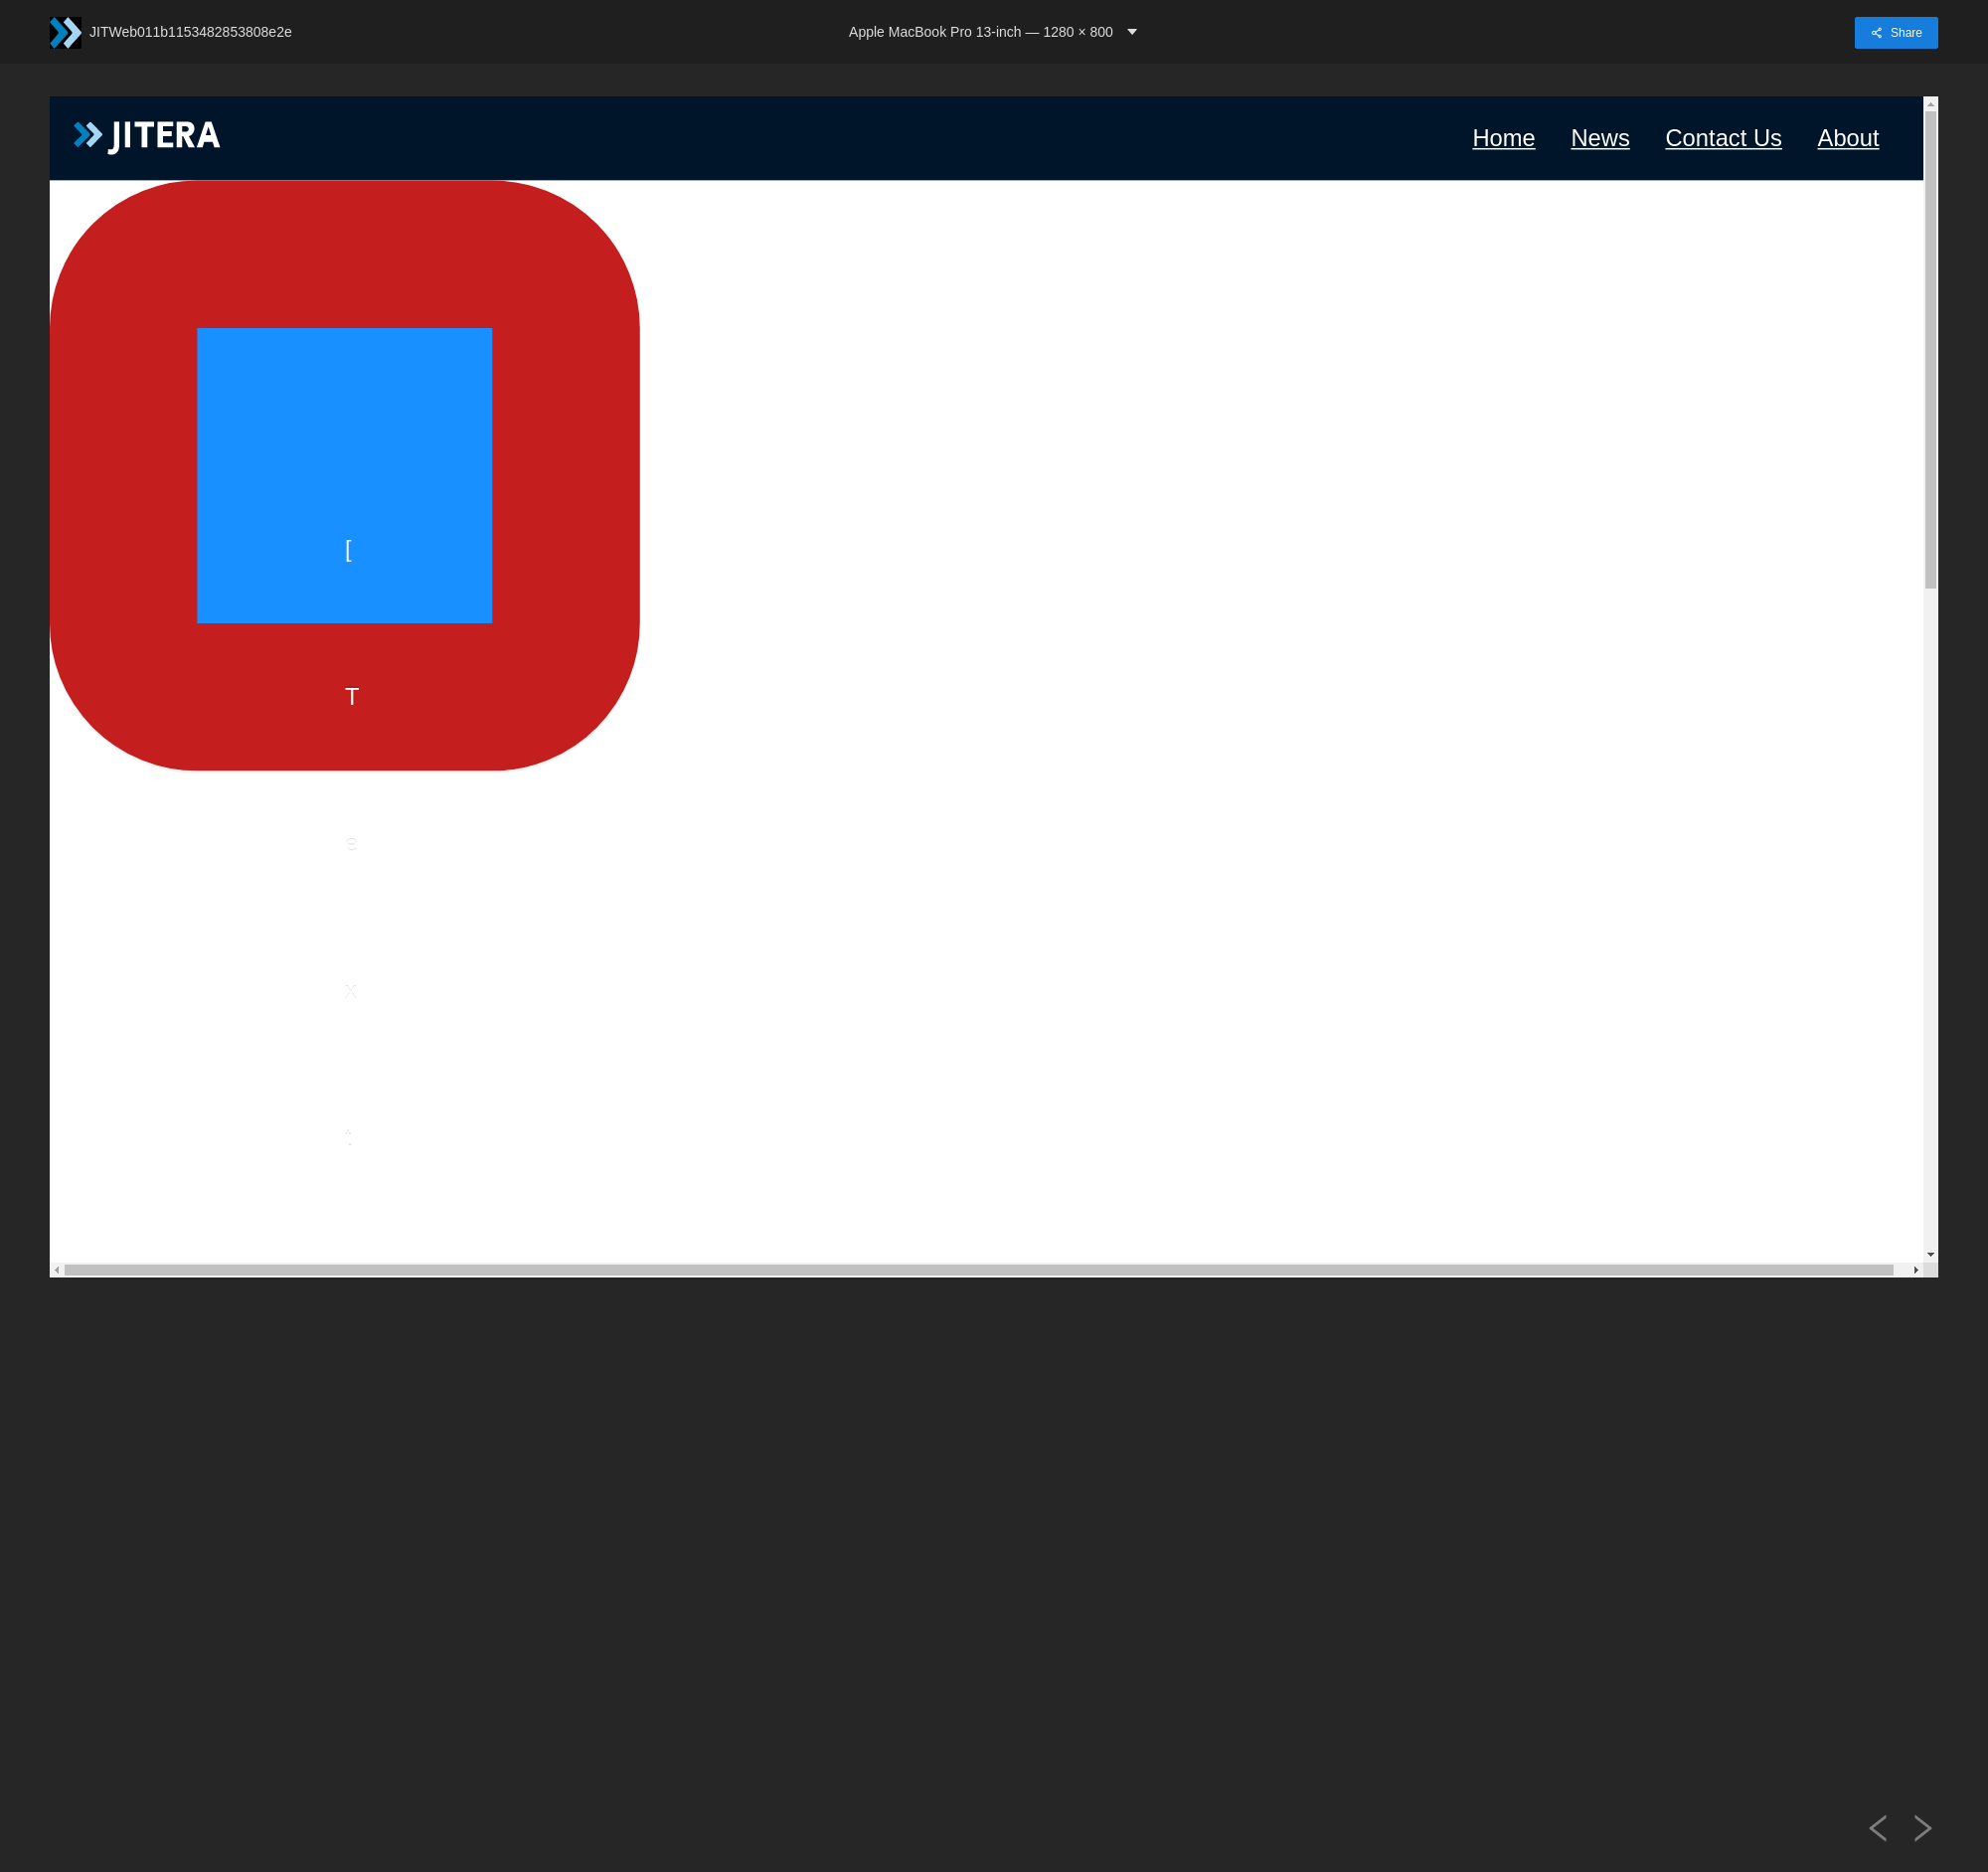 JITWeb011b1153482853808e2e
Apple MacBook Pro 13-inch — 1280 × 800
Share
JITERA
Home
News
Contact Us
About
[
T
e
x
t